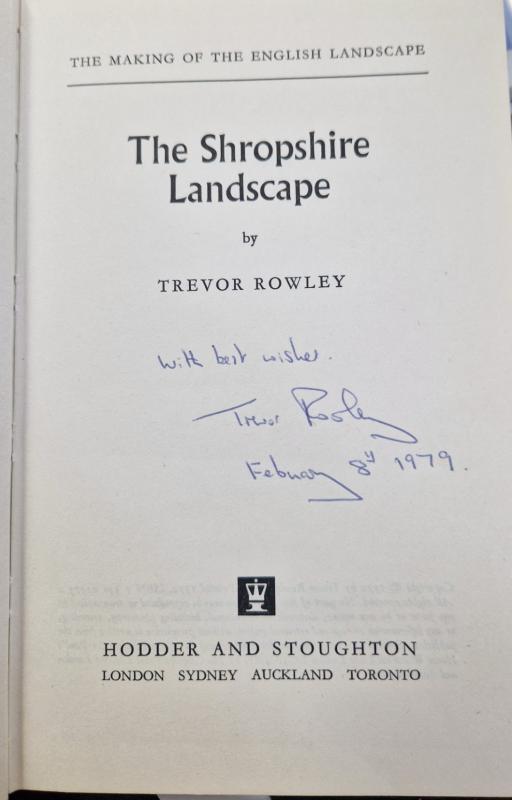 THE MAKING OF THE ENGLISH LANDSCAPE
The Shropshire
Landscape
by
TREVOR ROWLEY
With best wishes.
Trevor Rowley
Febuary 8th 1979.
HODDER AND STOUGHTON
LONDON SYDNEY AUCKLAND TORONTO